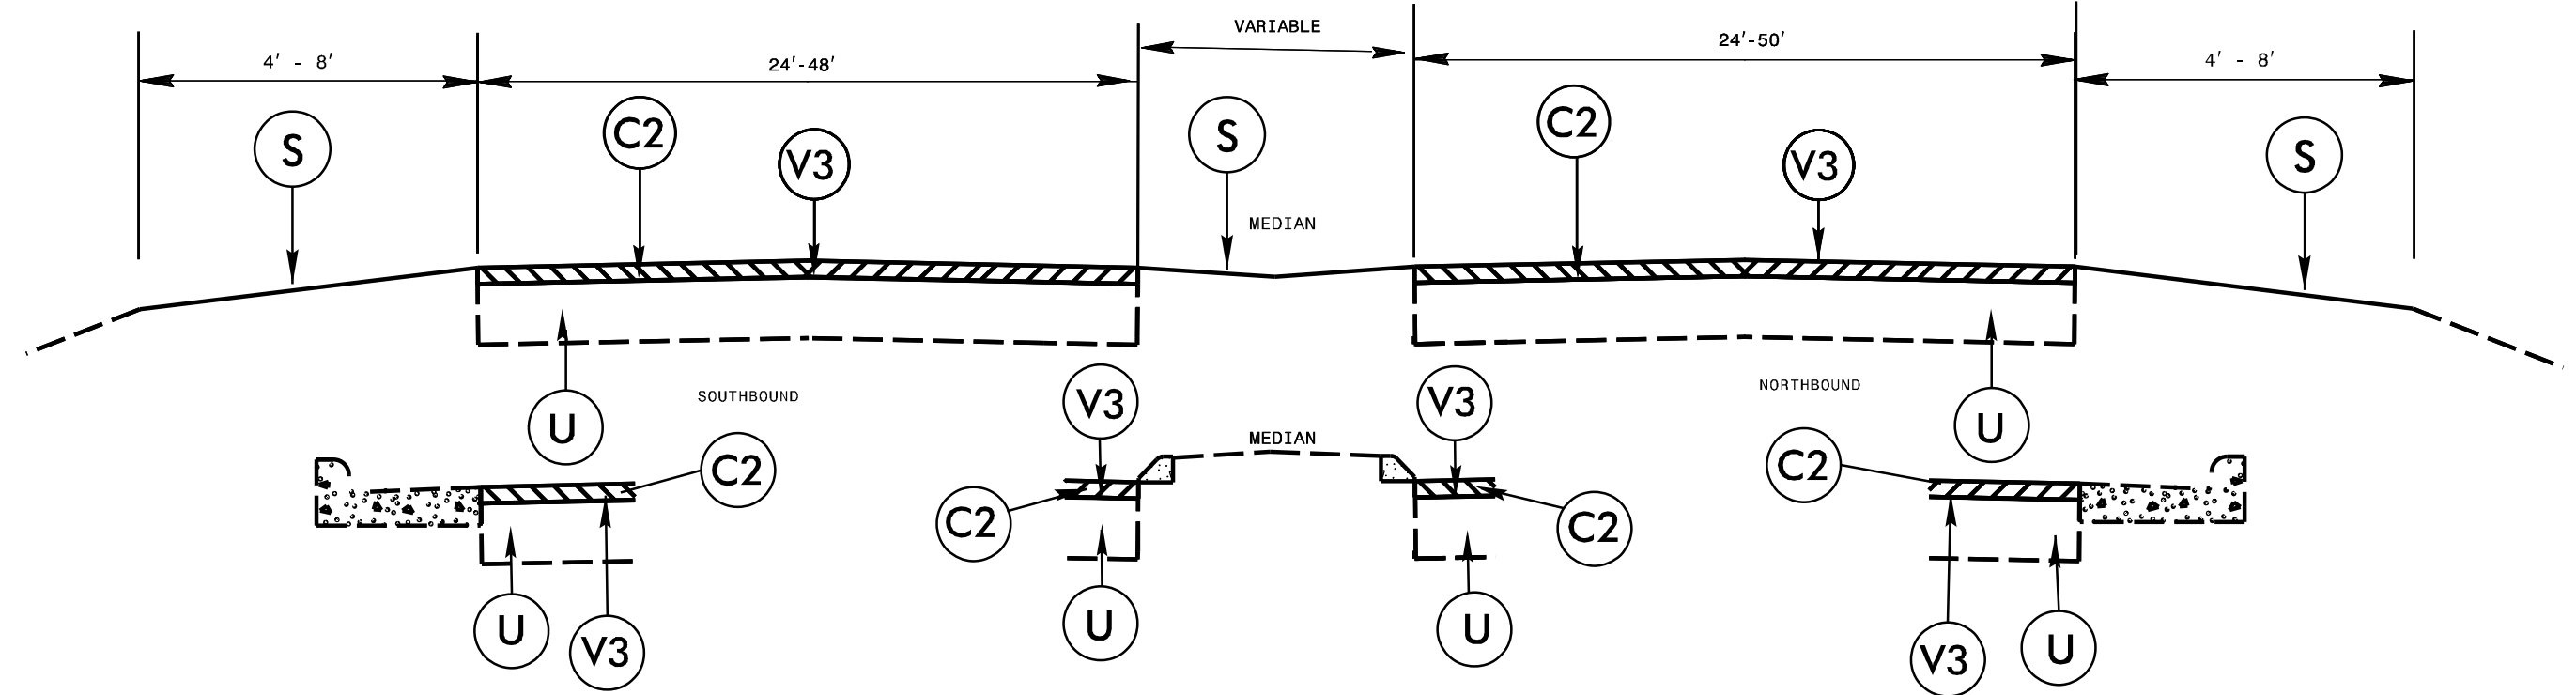 VARIABLE
4' - 8' 24'-48' 24'-50' 4' - 8'
S C2 V3 S C2 V3 S
MEDIAN
SOUTHBOUND NORTHBOUND
U V3 V3 U
MEDIAN
C2 C2
C2 C2
U V3 U U V3 U